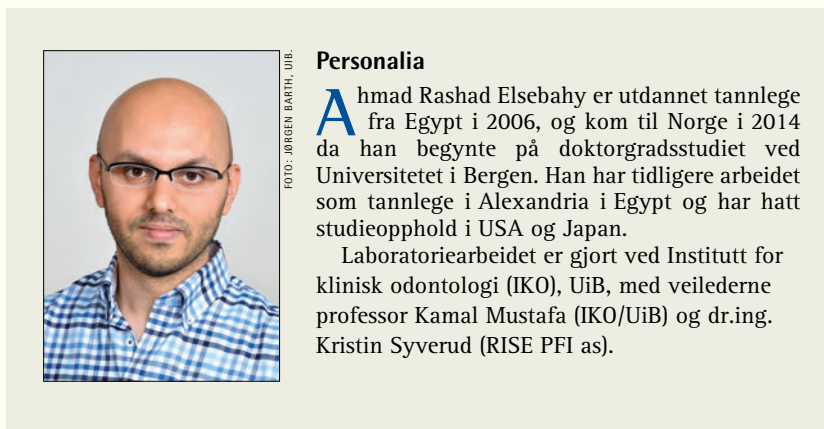 FOTO: JØRGEN BARTH, UIB.
Personalia
Ahmad Rashad Elsebahy er utdannet tannlege
fra Egypt i 2006, og kom til Norge i 2014
da han begynte på doktorgradsstudiet ved
Universitetet i Bergen. Han har tidligere arbeidet
som tannlege i Alexandria i Egypt og har hatt
studieopphold i USA og Japan.
Laboratoriearbeidet er gjort ved Institutt for
klinisk odontologi (IKO), UiB, med veilederne
professor Kamal Mustafa (IKO/UiB) og dr.ing.
Kristin Syverud (RISE PFI as).